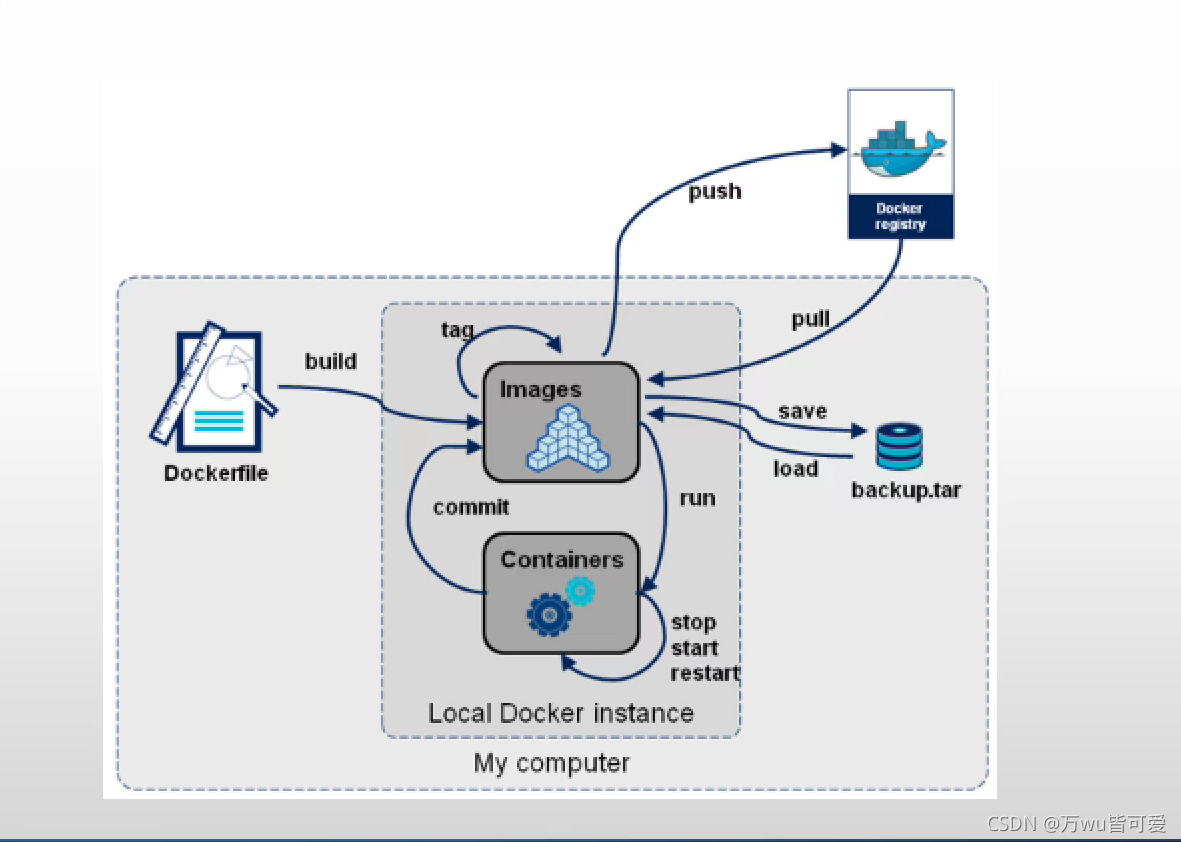 push
Docker
registry
tag
pull
build
Images
save
Dockerfile
load
backup.tar
run
commit
Containers
stop
start
restart
Local Docker instance
My computer
CSDN @万wu皆可爱